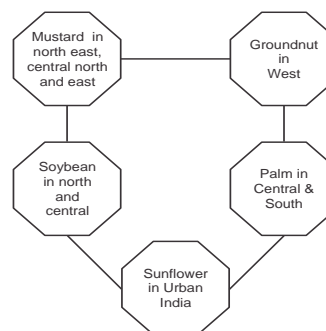 Mustard in
north east,
central north
and east
Groundnut
in
West
Soybean
in north
and
central
Palm in
Central &
South
Sunflower
in Urban
India